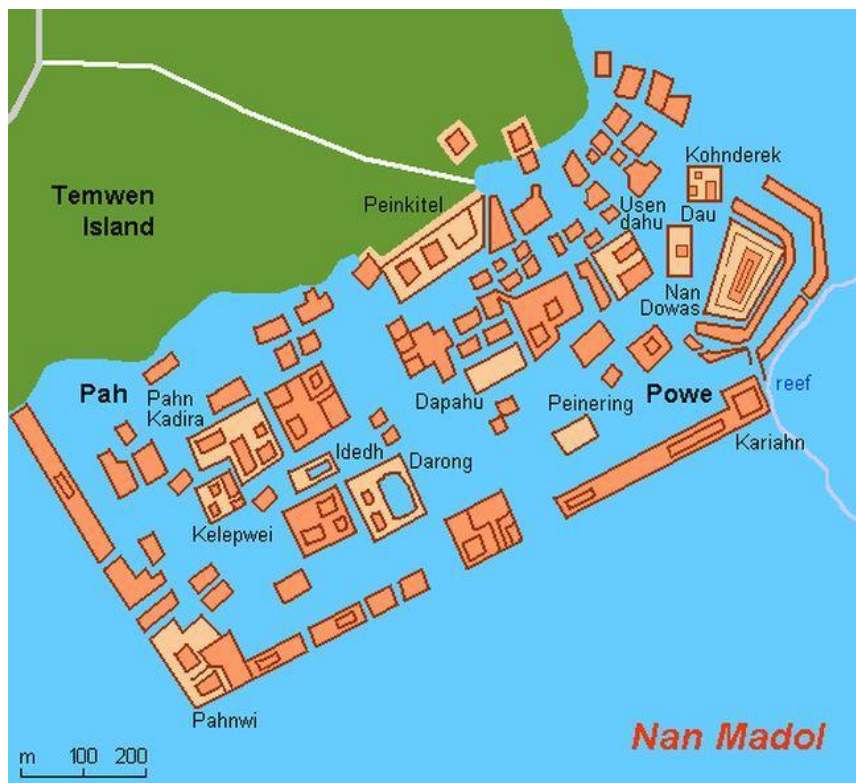 Kohnderek
Temwen
Island
Peinkitel
Usen
dahu
Dau
Nan
Dowas
Pah
Pahn
Kadira
Dapahu
Peinering
Powe
reef
Kariahn
Idedh
Darong
Kelepwei
Pahnwi
Nan Madol
m 100 200